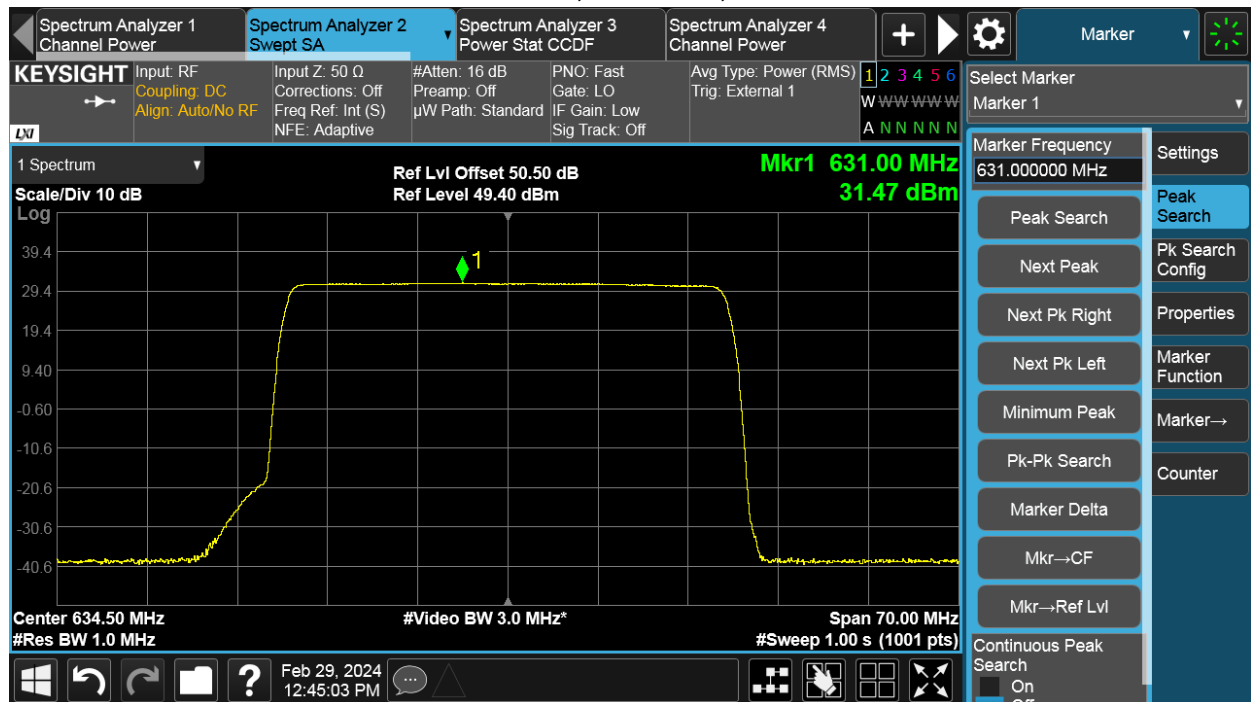 Spectrum Analyzer 1
Channel Power
Spectrum Analyzer 2
Swept SA
Spectrum Analyzer 3
Power Stat CCDF
Spectrum Analyzer 4
Channel Power
+
Marker
KEYSIGHT
LXI
Input: RF
Coupling: DC
Align: Auto/No RF
Input Z: 50 Ω
Corrections: Off
Freq Ref: Int (S)
NFE: Adaptive
#Atten: 16 dB
Preamp: Off
µW Path: Standard
PNO: Fast
Gate: LO
IF Gain: Low
Sig Track: Off
Avg Type: Power (RMS)
Trig: External 1
1 2 3 4 5 6
W W W W W W
A N N N N N
1 Spectrum
Scale/Div 10 dB
Log
Ref Lvl Offset 50.50 dB
Ref Level 49.40 dBm
Mkr1 631.00 MHz
31.47 dBm
1
39.4
29.4
19.4
9.40
-0.60
-10.6
-20.6
-30.6
-40.6
Center 634.50 MHz
#Res BW 1.0 MHz
#Video BW 3.0 MHz*
Span 70.00 MHz
#Sweep 1.00 s (1001 pts)
?
Feb 29, 2024
12:45:03 PM
Select Marker
Marker 1
Marker Frequency
631.000000 MHz
Peak Search
Next Peak
Next Pk Right
Next Pk Left
Minimum Peak
Pk-Pk Search
Marker Delta
Mkr→CF
Mkr→Ref Lvl
Continuous Peak
Search
On
Off
Settings
Peak
Search
Pk Search
Config
Properties
Marker
Function
Marker→
Counter